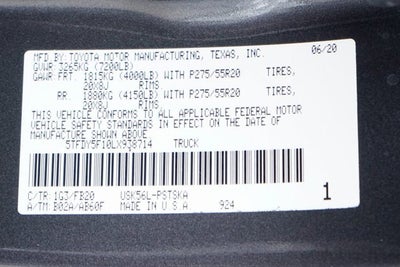 MFD.BY:TOYOTA MOTOR MANUFACTURING, TEXAS, INC. 06/20
GVWR 3265KG (7200LB)
GAWR: FRT. 1815KG (4000LB) WITH P275/55R20 TIRES,
20X8J RIMS
RR 1880KG (4150LB) WITH P275/55R20 TIRES,
20X8J RIMS
THIS VEHICLE CONFORMS TO ALL APPLICABLE FEDERAL MOTOR
VEHICLE SAFETY STANDARDS IN EFFECT ON THE DATE OF
MANUFACTURE SHOWN ABOVE.
5TFDY5F10LX938714 TRUCK
C/TR: 1G3/FB20 USK56L-PSTSKA
A/TM: B02A/AB60F MADE IN U.S.A 924 1